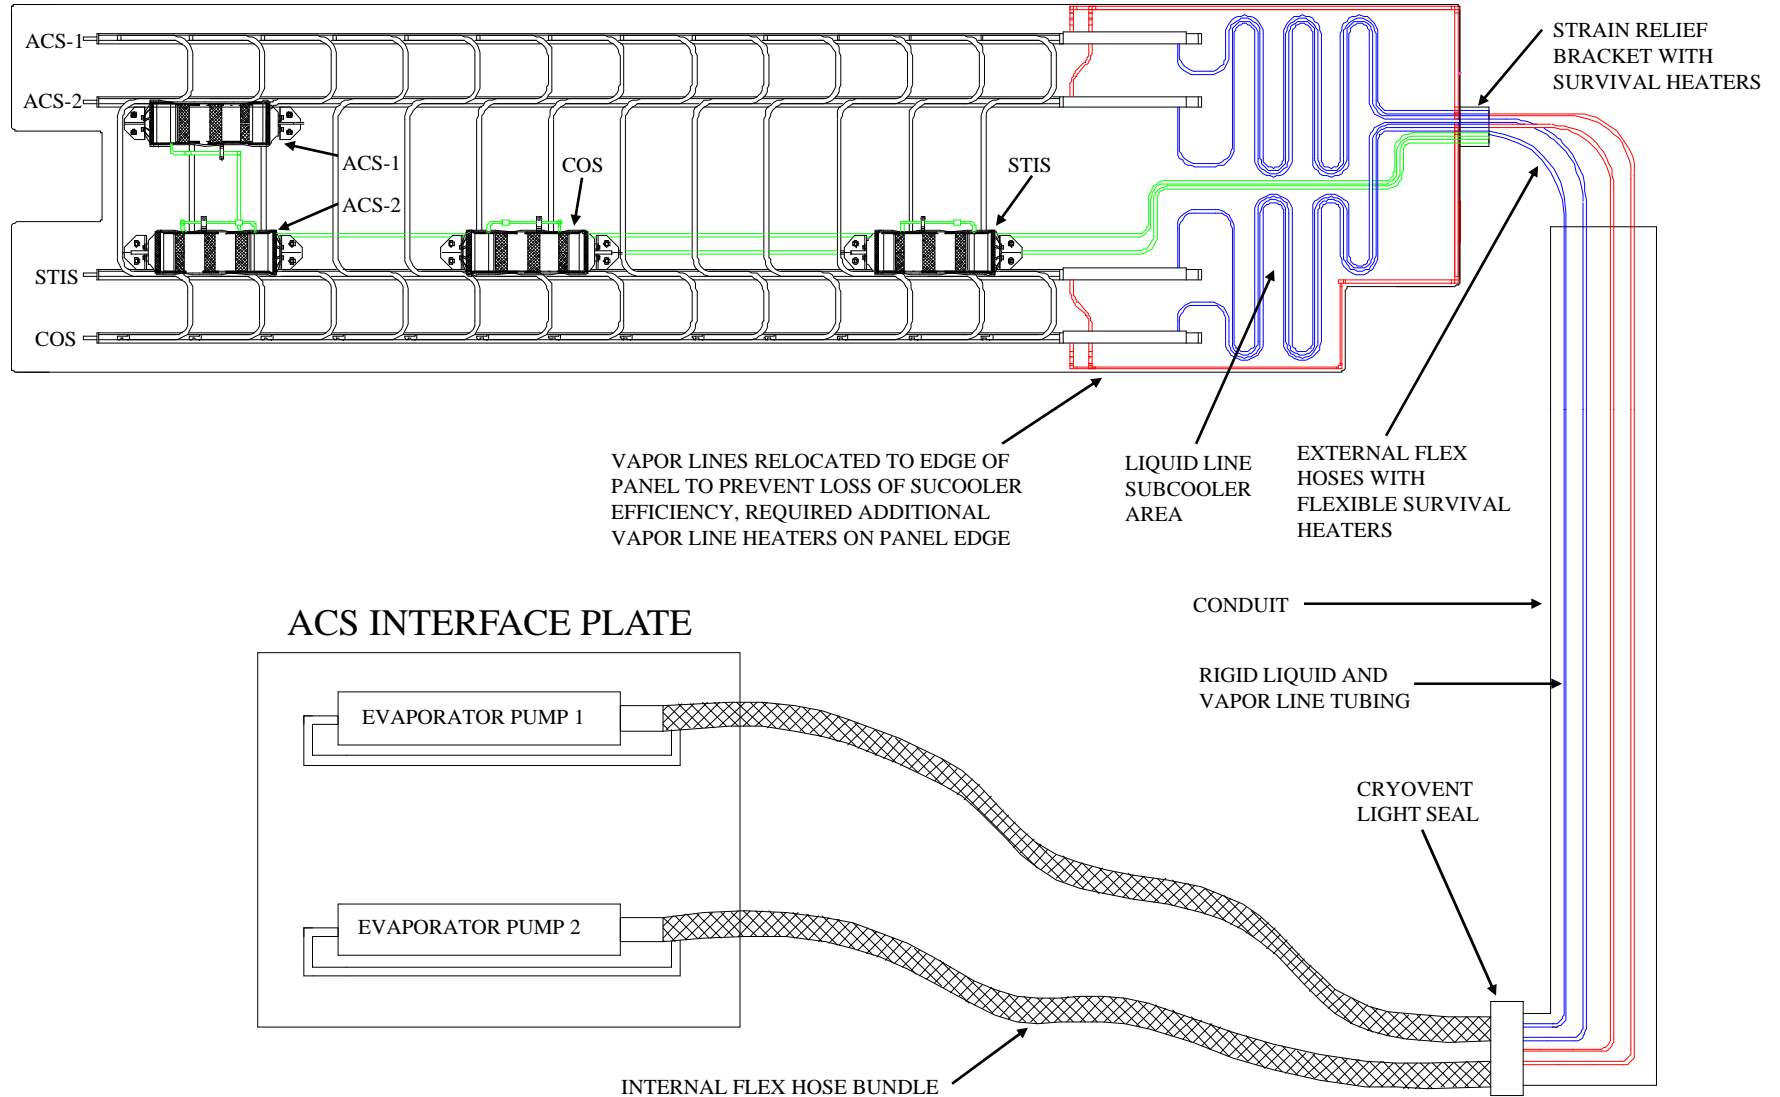 ACS-1
ACS-2
STIS
COS
ACS-1
ACS-2
COS
STIS
STRAIN RELIEF
BRACKET WITH
SURVIVAL HEATERS
VAPOR LINES RELOCATED TO EDGE OF
PANEL TO PREVENT LOSS OF SUCOOLER
EFFICIENCY, REQUIRED ADDITIONAL
VAPOR LINE HEATERS ON PANEL EDGE
LIQUID LINE
SUBCOOLER
AREA
EXTERNAL FLEX
HOSES WITH
FLEXIBLE SURVIVAL
HEATERS
CONDUIT
RIGID LIQUID AND
VAPOR LINE TUBING
ACS INTERFACE PLATE
EVAPORATOR PUMP 1
EVAPORATOR PUMP 2
CRYOVENT
LIGHT SEAL
INTERNAL FLEX HOSE BUNDLE